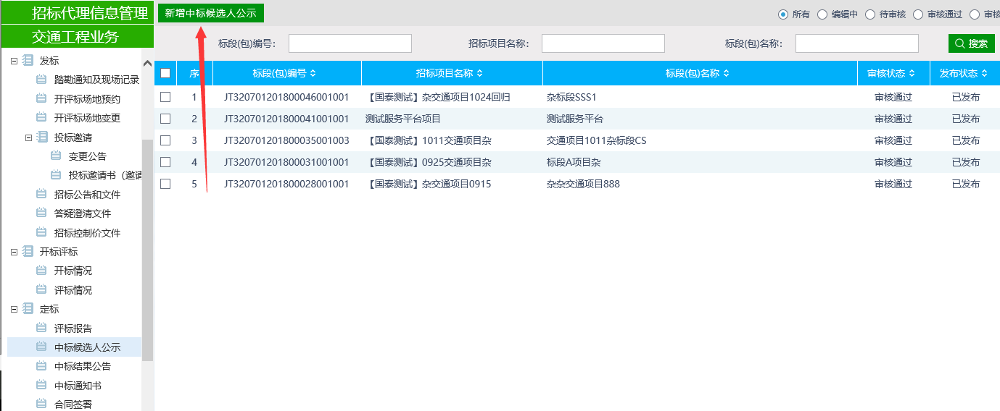 招标代理信息管理
交通工程业务
发标
踏勘通知及现场记录
开评标场地预约
开评标场地变更
投标邀请
变更公告
投标邀请书（邀请
招标公告和文件
答疑澄清文件
招标控制价文件
开标评标
开标情况
评标情况
定标
评标报告
中标候选人公示
中标结果公告
中标通知书
合同签署
新增中标候选人公示
所有 编辑中 待审核 审核通过 审核
标段(包)编号： 招标项目名称： 标段(包)名称： 搜索
序 标段(包)编号 招标项目名称 标段(包)名称 审核状态 发布状态
1 JT320701201800046001001 【国泰测试】杂交通项目1024回归 杂标段SSS1 审核通过 已发布
2 JT320701201800041001001 测试服务平台项目 测试服务平台 审核通过 已发布
3 JT320701201800035001003 【国泰测试】1011交通项目杂 交通项目1011杂标段CS 审核通过 已发布
4 JT320701201800031001001 【国泰测试】0925交通项目杂 标段A项目杂 审核通过 已发布
5 JT320701201800028001001 【国泰测试】杂交通项目0915 杂杂交通项目888 审核通过 已发布